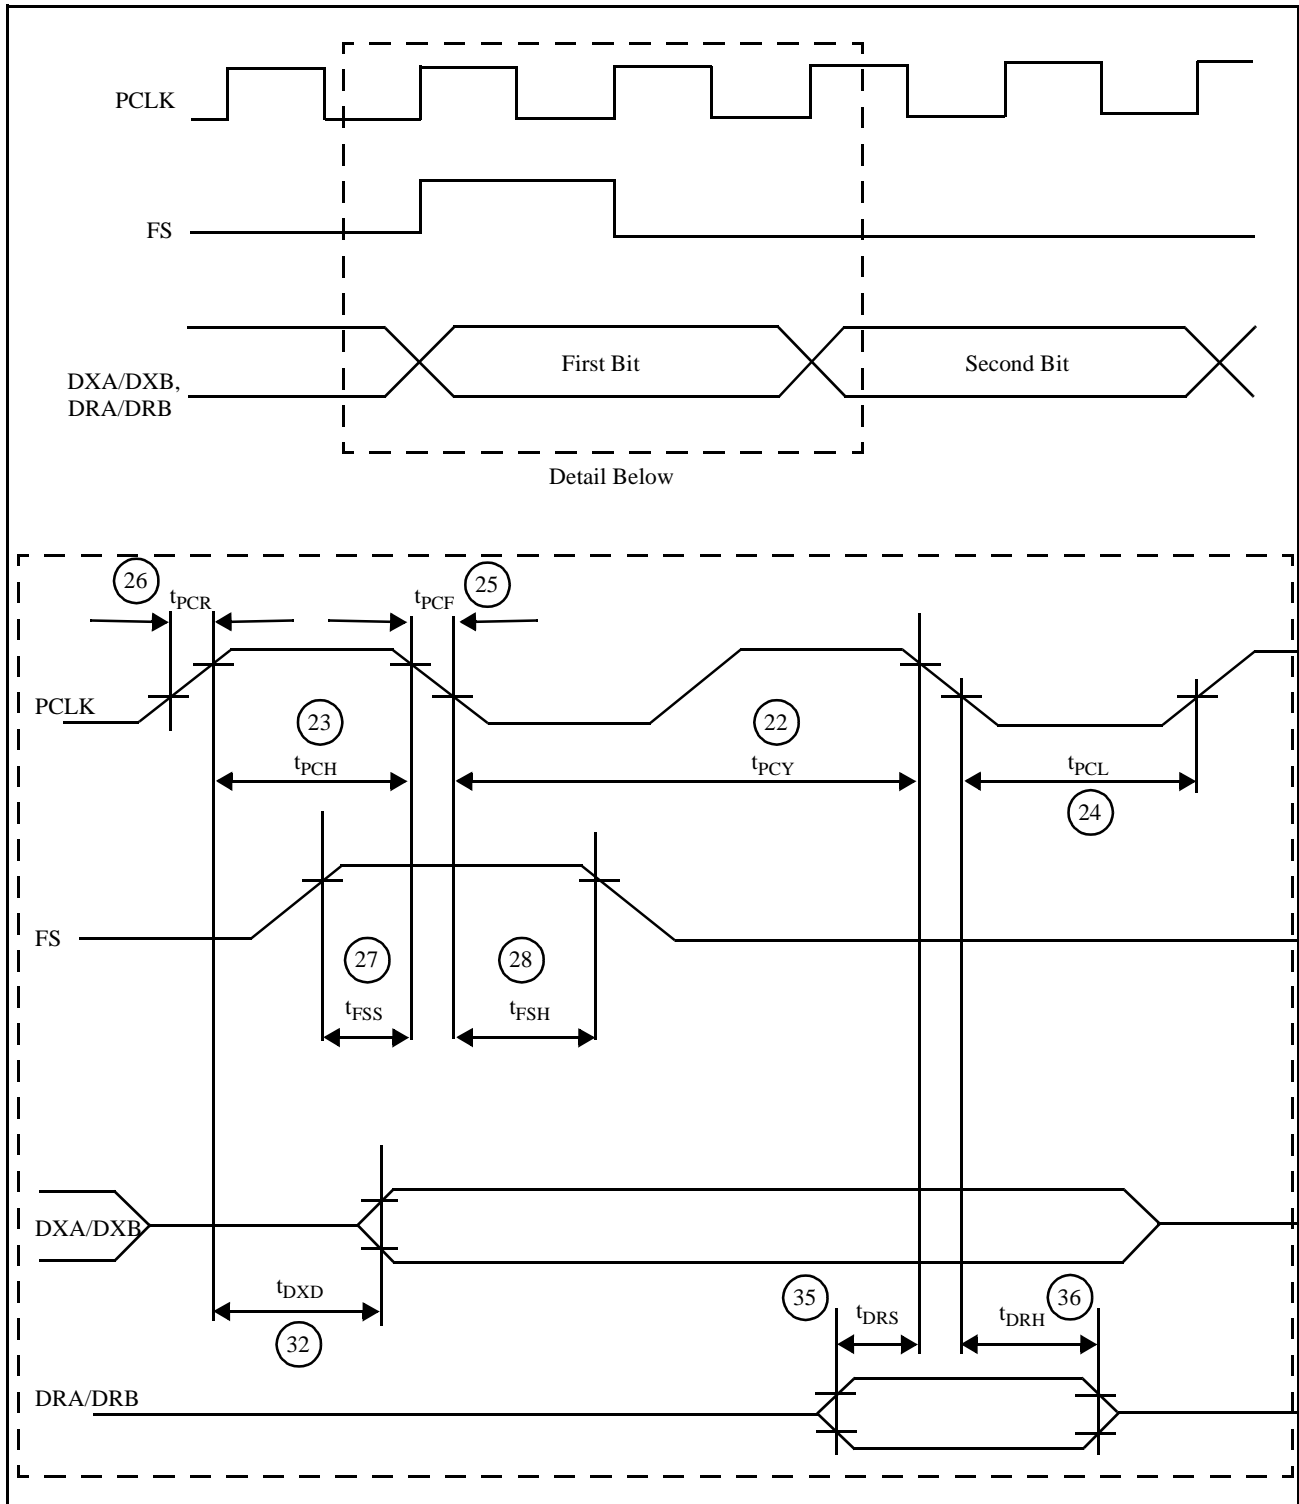 PCLK
FS
First Bit
Second Bit
DXA/DXB,
DRA/DRB
Detail Below
26
25
tPCR
tPCF
PCLK
23
22
tPCH
tPCY
tPCL
24
FS
27
28
tFSS
tFSH
DXA/DXB
tDXD
32
35
36
tDRS
tDRH
DRA/DRB